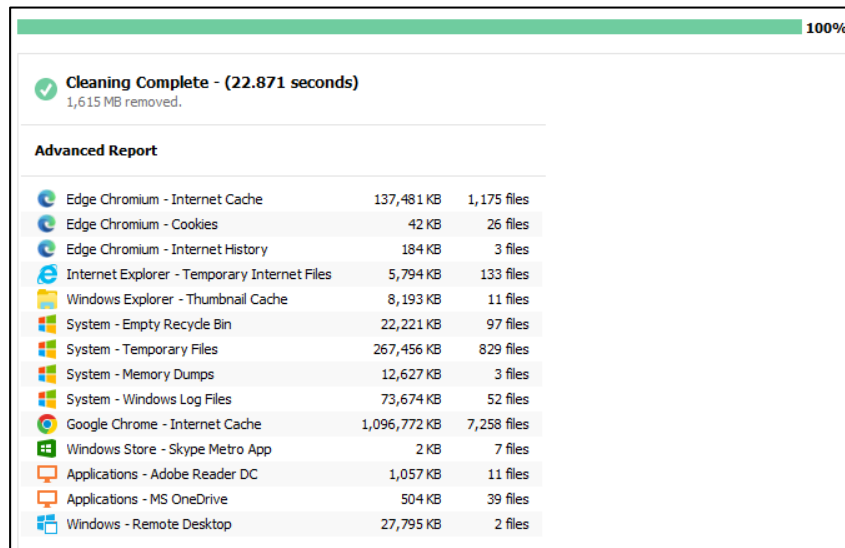 100%
Cleaning Complete - (22.871 seconds)
1,615 MB removed.
Advanced Report
Edge Chromium - Internet Cache 137,481 KB 1,175 files
Edge Chromium - Cookies 42 KB 26 files
Edge Chromium - Internet History 184 KB 3 files
Internet Explorer - Temporary Internet Files 5,794 KB 133 files
Windows Explorer - Thumbnail Cache 8,193 KB 11 files
System - Empty Recycle Bin 22,221 KB 97 files
System - Temporary Files 267,456 KB 829 files
System - Memory Dumps 12,627 KB 3 files
System - Windows Log Files 73,674 KB 52 files
Google Chrome - Internet Cache 1,096,772 KB 7,258 files
Windows Store - Skype Metro App 2 KB 7 files
Applications - Adobe Reader DC 1,057 KB 11 files
Applications - MS OneDrive 504 KB 39 files
Windows - Remote Desktop 27,795 KB 2 files